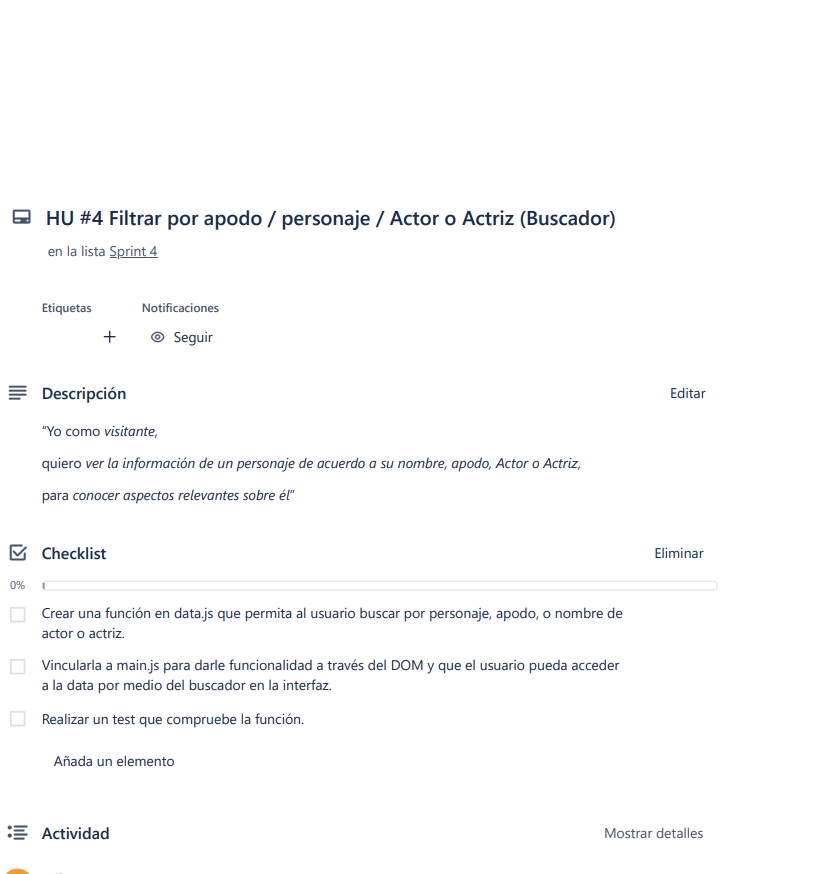 HU #4 Filtrar por apodo / personaje / Actor o Actriz (Buscador)
en la lista Sprint 4
Etiquetas
Notificaciones
Seguir
Descripción
Editar
“Yo como visitante,
quiero ver la información de un personaje de acuerdo a su nombre, apodo, Actor o Actriz,
para conocer aspectos relevantes sobre él”
Checklist
Eliminar
0%
Crear una función en data.js que permita al usuario buscar por personaje, apodo, o nombre de
actor o actriz.
Vincularla a main.js para darle funcionalidad a través del DOM y que el usuario pueda acceder
a la data por medio del buscador en la interfaz.
Realizar un test que compruebe la función.
Añada un elemento
Actividad
Mostrar detalles